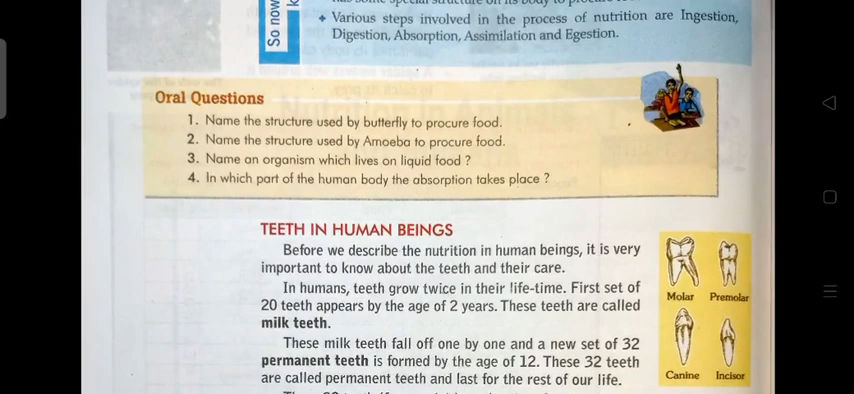 So now
❖ Various steps involved in the process of nutrition are Ingestion,
Digestion, Absorption, Assimilation and Egestion.
Oral Questions
1. Name the structure used by butterfly to procure food.
2. Name the structure used by Amoeba to procure food.
3. Name an organism which lives on liquid food ?
4. In which part of the human body the absorption takes place ?
TEETH IN HUMAN BEINGS
Before we describe the nutrition in human beings, it is very
important to know about the teeth and their care.
In humans, teeth grow twice in their life-time. First set of
20 teeth appears by the age of 2 years. These teeth are called
milk teeth.
These milk teeth fall off one by one and a new set of 32
permanent teeth is formed by the age of 12. These 32 teeth
are called permanent teeth and last for the rest of our life.
Molar Premolar
Canine Incisor